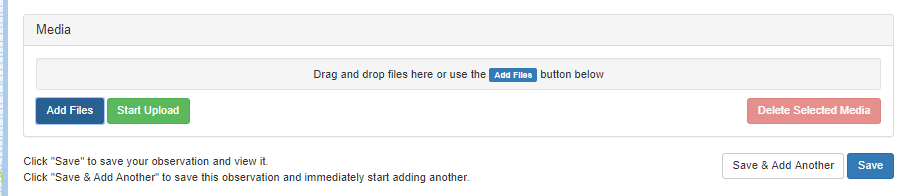 Media
Drag and drop files here or use the Add Files button below
Add Files Start Upload Delete Selected Media
Click "Save" to save your observation and view it.
Click "Save & Add Another" to save this observation and immediately start adding another.
Save & Add Another Save